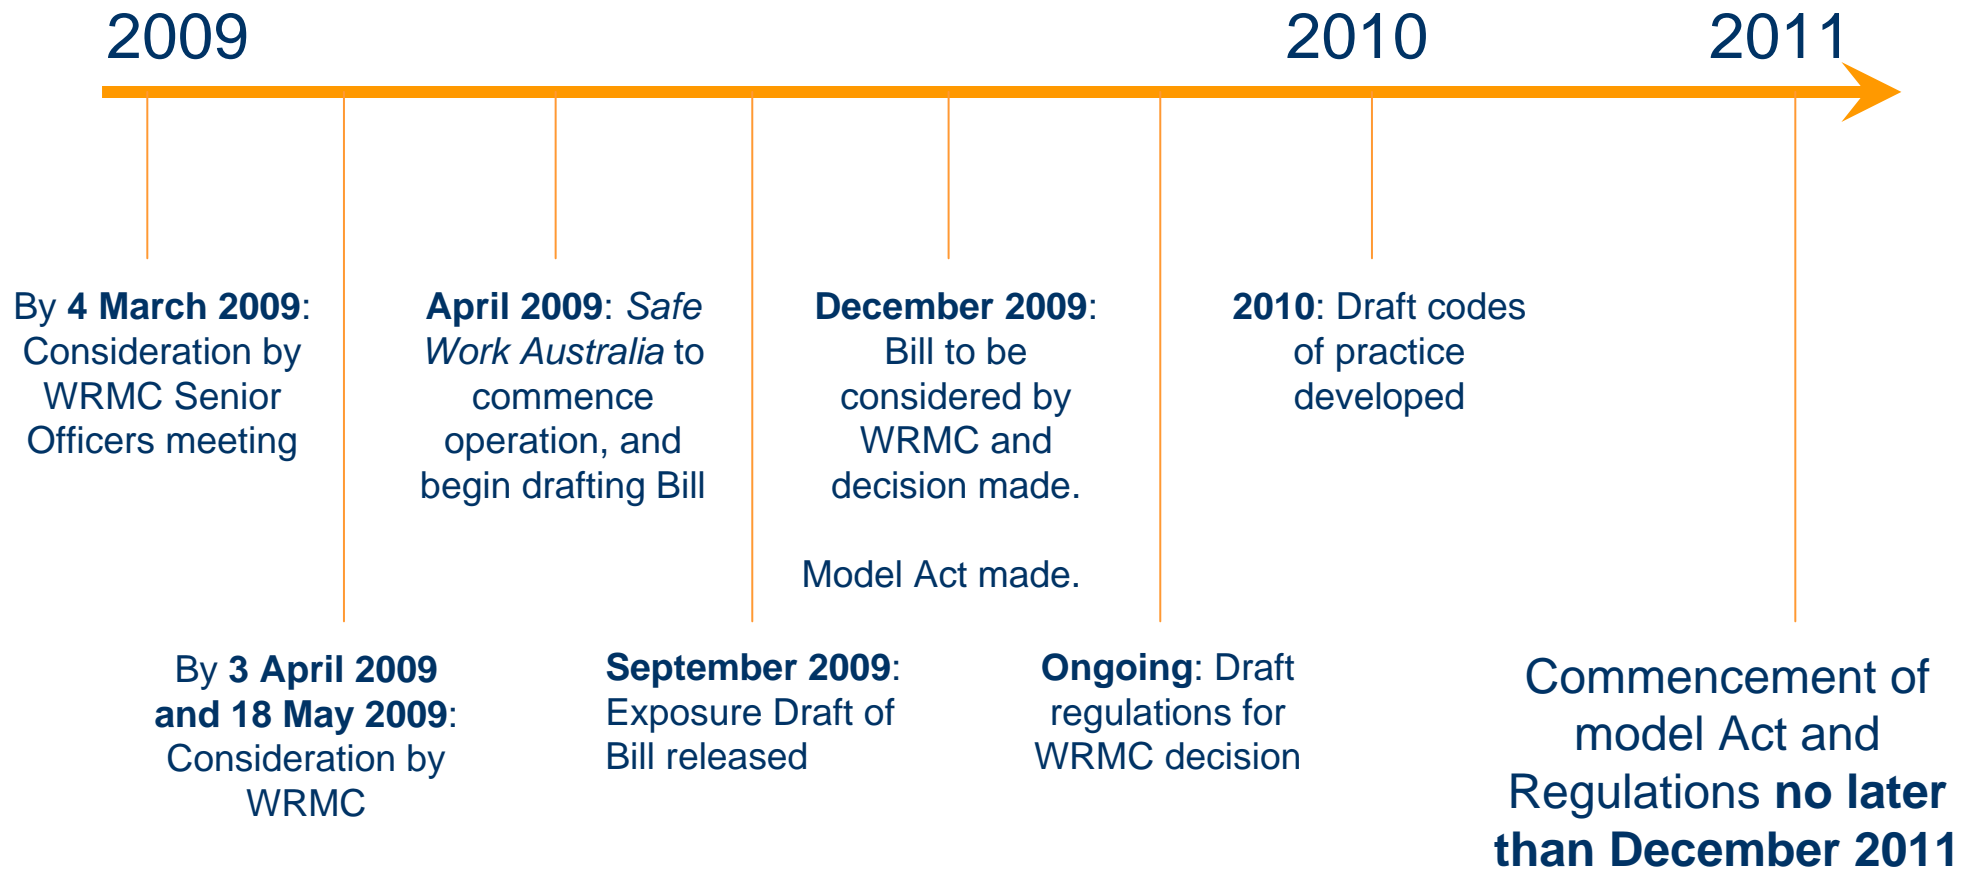 2009
2010
2011
By 4 March 2009:
Consideration by
WRMC Senior
Officers meeting
By 3 April 2009
and 18 May 2009:
Consideration by
WRMC
April 2009: Safe
Work Australia to
commence
operation, and
begin drafting Bill
September 2009:
Exposure Draft of
Bill released
December 2009:
Bill to be
considered by
WRMC and
decision made.
Model Act made.
Ongoing: Draft
regulations for
WRMC decision
2010: Draft codes
of practice
developed
Commencement of
model Act and
Regulations no later
than December 2011